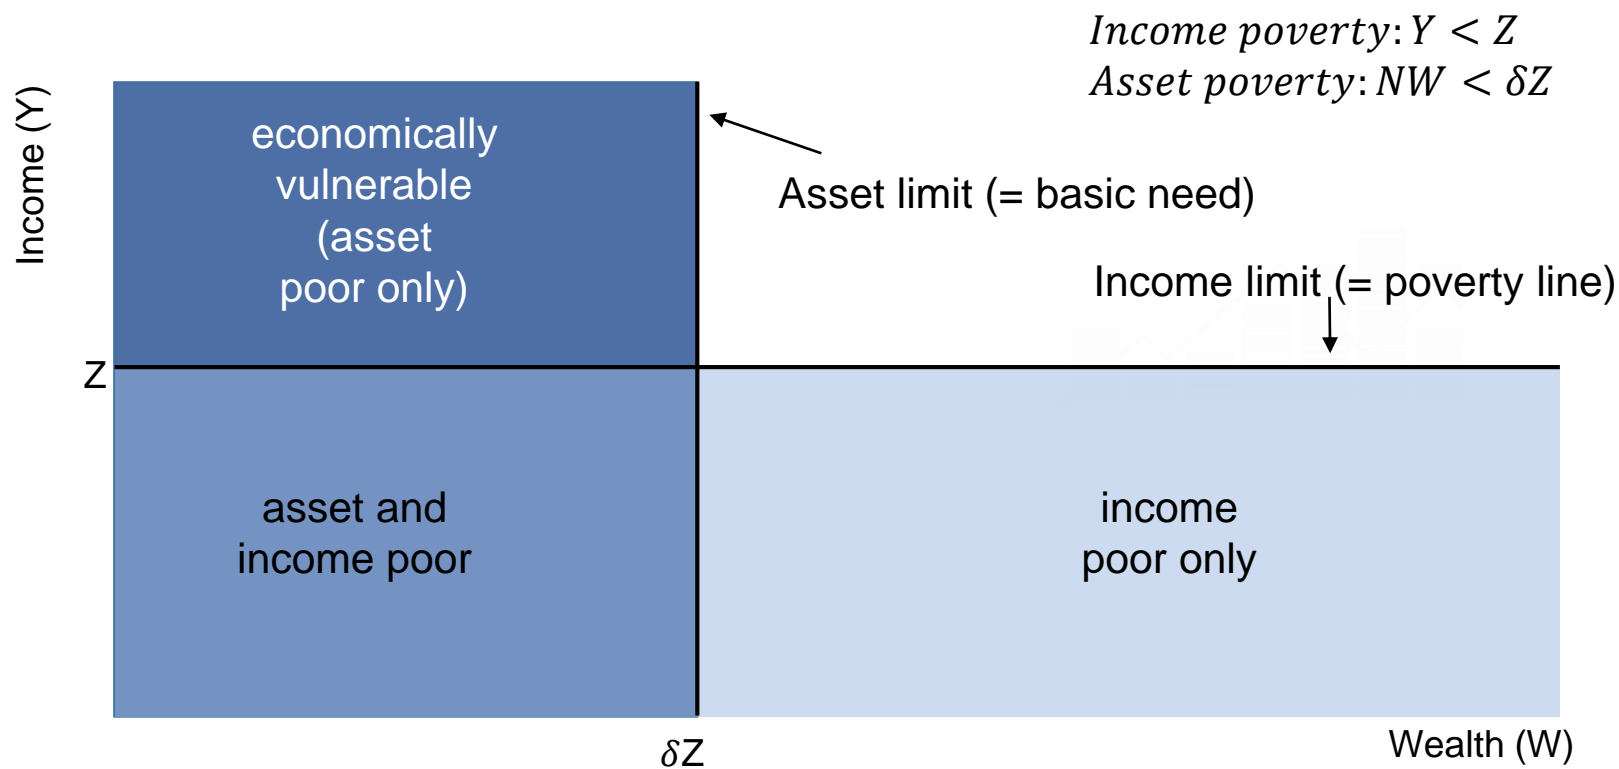 Income poverty: Y < Z
Asset poverty: NW < δZ
Income (Y)
economically
vulnerable
(asset
poor only)
Asset limit (= basic need)
Income limit (= poverty line)
Z
asset and
income poor
income
poor only
δZ
Wealth (W)